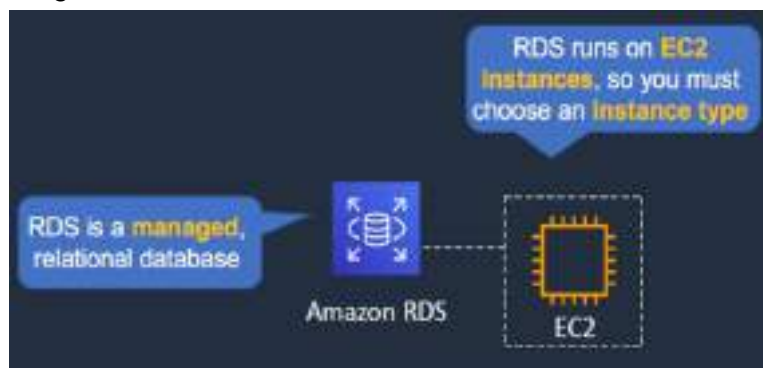 RDS runs on EC2
instances, so you must
choose an instance type
RDS is a managed,
relational database
Amazon RDS
EC2